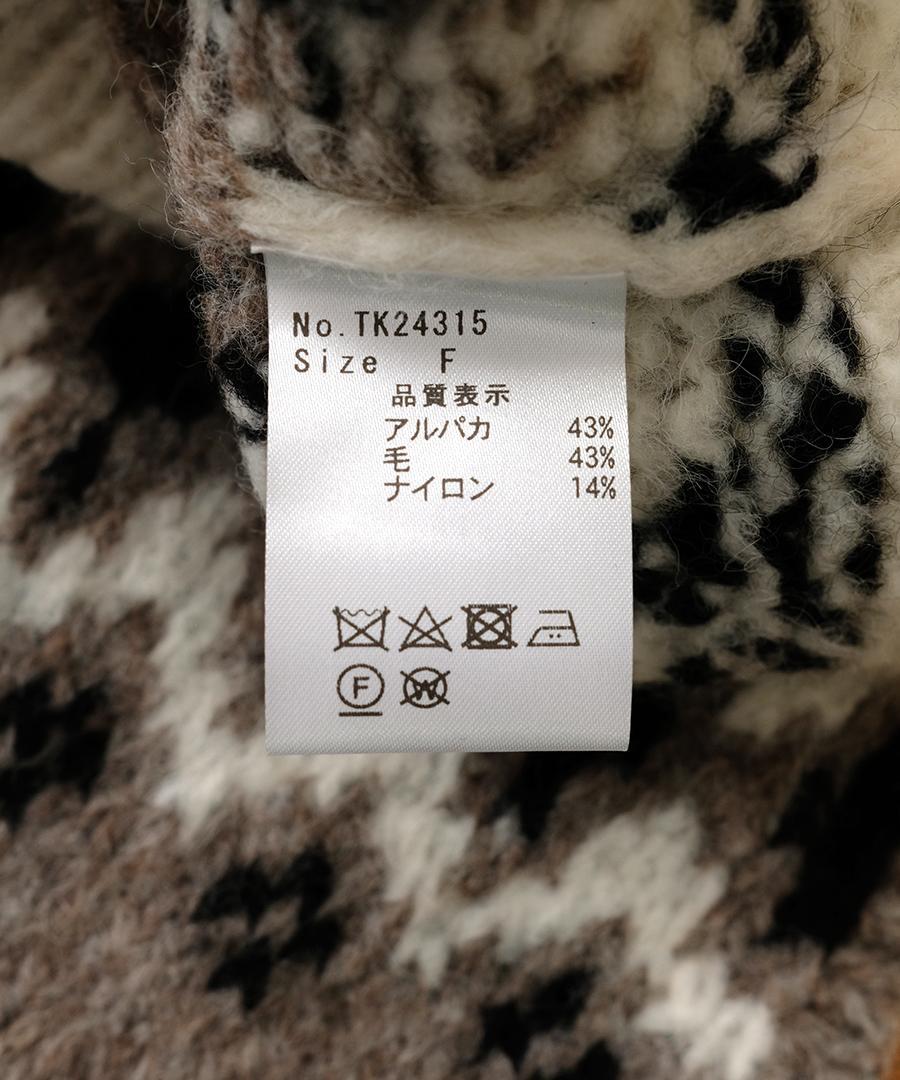 No.TK24315
Size F
品質表示
アルパカ 43%
毛 43%
ナイロン 14%
F W